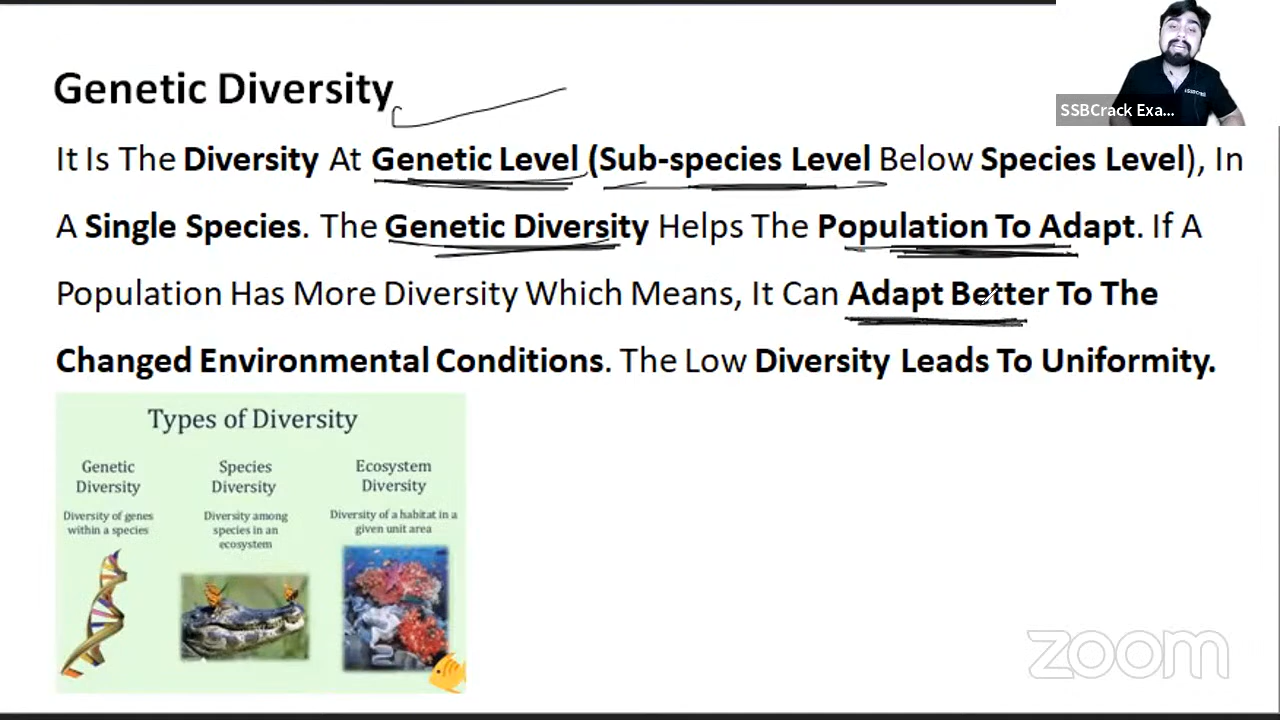 Genetic Diversity
SSBCrack Exa...
It Is The Diversity At Genetic Level (Sub-species Level Below Species Level), In
A Single Species. The Genetic Diversity Helps The Population To Adapt. If A
Population Has More Diversity Which Means, It Can Adapt Better To The
Changed Environmental Conditions. The Low Diversity Leads To Uniformity.
Types of Diversity
Genetic
Diversity
Diversity of genes
within a species
Species
Diversity
Diversity among
species in an
ecosystem
Ecosystem
Diversity
Diversity of a habitat in a
given unit area
zoom